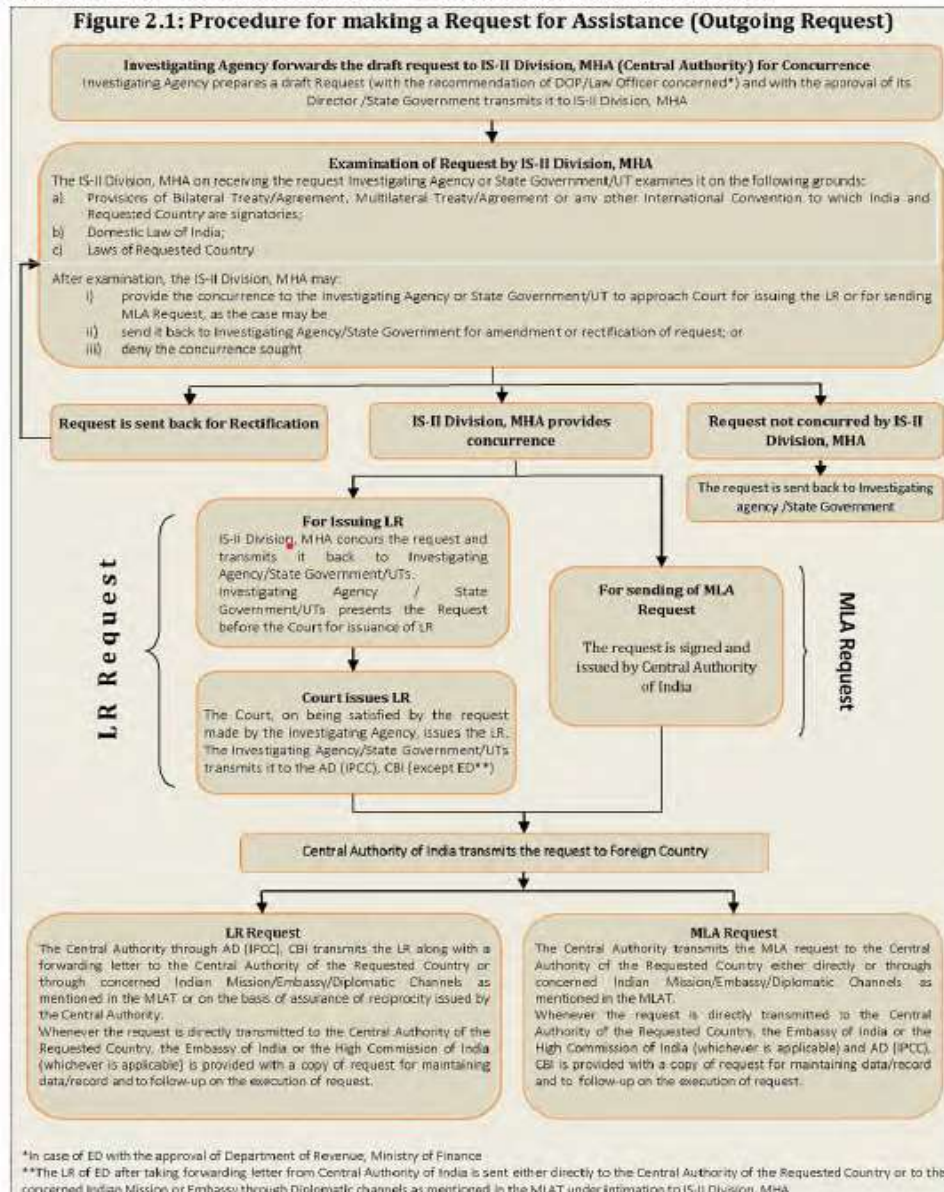 Figure 2.1: Procedure for making a Request for Assistance (Outgoing Request)
Investigating Agency forwards the draft request to IS-II Division, MHA (Central Authority) for Concurrence
Investigating Agency prepares a draft Request (with the recommendation of DOP/Law Officer concerned*) and with the approval of its
Director /State Government transmits it to IS-II Division, MHA
Examination of Request by IS-II Division, MHA
The IS-II Division, MHA on receiving the request Investigating Agency or State Government/UT examines it on the following grounds:
a) Provisions of Bilateral Treaty/Agreement, Multilateral Treaty/Agreement or any other International Convention to which India and
Requested Country are signatories;
b) Domestic Law of India;
c) Laws of Requested Country
After examination, the IS-II Division, MHA may:
i) provide the concurrence to the Investigating Agency or State Government/UT to approach Court for issuing the LR or for sending
MLA Request, as the case may be
ii) send it back to Investigating Agency/State Government for amendment or rectification of request; or
iii) deny the concurrence sought
Request is sent back for Rectification
IS-II Division, MHA provides
concurrence
Request not concurred by IS-II
Division, MHA
The request is sent back to Investigating
agency /State Government
LR Request
For Issuing LR
IS-II Division, MHA concurs the request and
transmits it back to Investigating
Agency/State Government/UTs.
Investigating Agency / State
Government/UTs presents the Request
before the Court for issuance of LR
Court issues LR
The Court, on being satisfied by the request
made by the Investigating Agency, issues the LR.
The Investigating Agency/State Government/UTs
transmits it to the AD (IPCC), CBI (except ED**)
For sending of MLA
Request
The request is signed and
issued by Central Authority
of India
MLA Request
Central Authority of India transmits the request to Foreign Country
LR Request
The Central Authority through AD (IPCC), CBI transmits the LR along with a
forwarding letter to the Central Authority of the Requested Country or
through concerned Indian Mission/Embassy/Diplomatic Channels as
mentioned in the MLAT or on the basis of assurance of reciprocity issued by
the Central Authority.
Whenever the request is directly transmitted to the Central Authority of the
Requested Country, the Embassy of India or the High Commission of India
(whichever is applicable) is provided with a copy of request for maintaining
data/record and to follow-up on the execution of request.
MLA Request
The Central Authority transmits the MLA request to the Central
Authority of the Requested Country either directly or through
concerned Indian Mission/Embassy/Diplomatic Channels as
mentioned in the MLAT.
Whenever the request is directly transmitted to the Central
Authority of the Requested Country, the Embassy of India or the
High Commission of India (whichever is applicable) and AD (IPCC),
CBI is provided with a copy of request for maintaining data/record
and to follow-up on the execution of request.
*In case of ED with the approval of Department of Revenue, Ministry of Finance
**The LR of ED after taking forwarding letter from Central Authority of India is sent either directly to the Central Authority of the Requested Country or to the
concerned Indian Mission or Embassy through Diplomatic channels as mentioned in the MLAT under intimation to IS-II Division, MHA